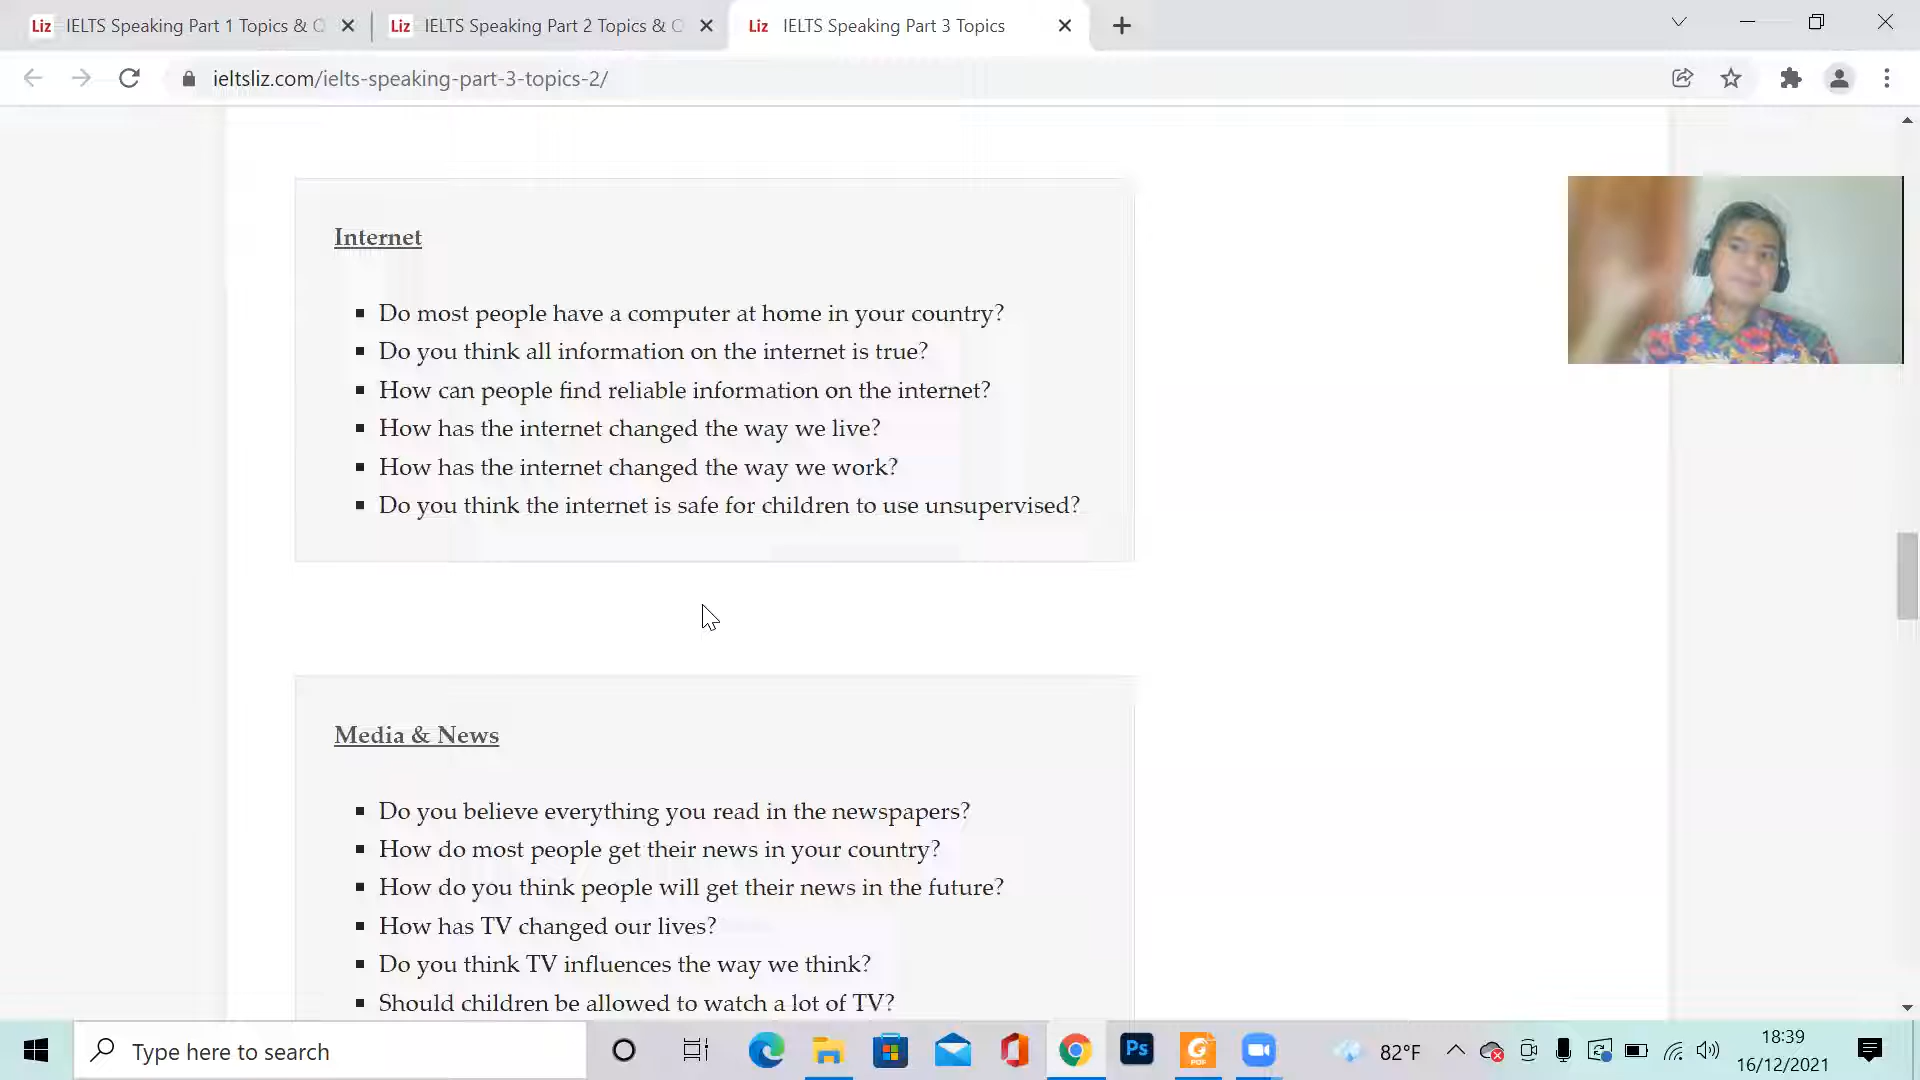 Liz IELTS Speaking Part 1 Topics & Q
Liz IELTS Speaking Part 2 Topics & Q
Liz IELTS Speaking Part 3 Topics
ieltsliz.com/ielts-speaking-part-3-topics-2/
Internet
Do most people have a computer at home in your country?
Do you think all information on the internet is true?
How can people find reliable information on the internet?
How has the internet changed the way we live?
How has the internet changed the way we work?
Do you think the internet is safe for children to use unsupervised?
Media & News
Do you believe everything you read in the newspapers?
How do most people get their news in your country?
How do you think people will get their news in the future?
How has TV changed our lives?
Do you think TV influences the way we think?
Should children be allowed to watch a lot of TV?
Type here to search
Ps
PDF
82°F
18:39
16/12/2021